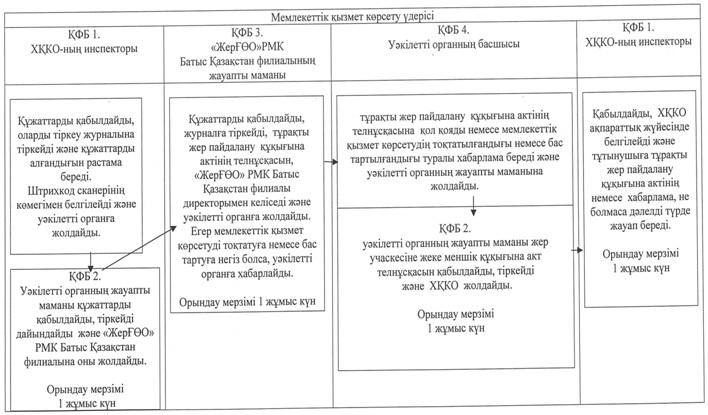 Мемлекеттік қызмет көрсету үдерісі
ҚФБ 1.
ХҚКО-ның инспекторы
ҚФБ 3.
«ЖерҒӨО»РМК
Батыс Қазақстан филиалының
жауапты маманы
ҚФБ 4.
Уәкілетті органның басшысы
ҚФБ 1.
ХҚКО-ның инспекторы
Құжаттарды қабылдайды,
оларды тіркеу журналына
тіркейді және құжаттарды
алғандығын растама
береді.
Штрихкод сканерінің
көмегімен белгілейді және
уәкілетті органға
жолдайды.
ҚФБ 2.
Уәкілетті органның жауапты
маманы құжаттарды
қабылдайды, тіркейді
дайындайды және «ЖерҒӨО»
РМК Батыс Қазақстан
филиалына оны жолдайды.
Орындау мерзімі
1 жұмыс күн
Құжаттарды қабылдайды,
журналға тіркейді, тұрақты
жер пайдалану құқығына
актінің телнұсқасын,
«ЖерҒӨО» РМК Батыс
Қазақстан филиалы
директорымен келіседі және
уәкілетті органға жолдайды.
Егер мемлекеттік қызмет
көрсетуді тоқтатуға немесе бас
тартуға негіз болса, уәкілетті
органға хабарлайды.
Орындау мерзімі 1 жұмыс күн
тұрақты жер пайдалану құқығына актінің
телнұсқасына қол қояды немесе мемлекеттік
қызмет көрсетудің тоқтатылғандығы немесе бас
тартылғандығы туралы хабарлама береді және
уәкілетті органның жауапты маманына
жолдайды.
ҚФБ 2.
уәкілетті органның жауапты маманы жер
учаскесіне жеке меншік құқығына акт
телнұсқасын қабылдайды, тіркейді
және ХҚКО жолдайды.
Орындау мерзімі
1 жұмыс күн
Қабылдайды, ХҚКО
ақпараттық жүйесінде
белгілейді және
тұтынушыға тұрақты
жер пайдалану
құқығына актінің
немесе хабарлама, не
болмаса дәлелді түрде
жауап береді.
Орындау мерзімі
1 жұмыс күн